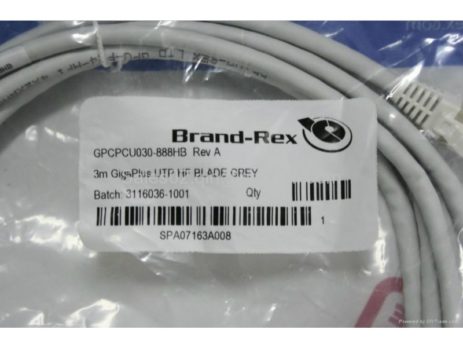 Brand-Rex
GPCPCU030-888HB Rev A
3m GigaPlus UTP HF BLADE GREY
Batch: 3116036-1001 Qty
1
SPA07163A008